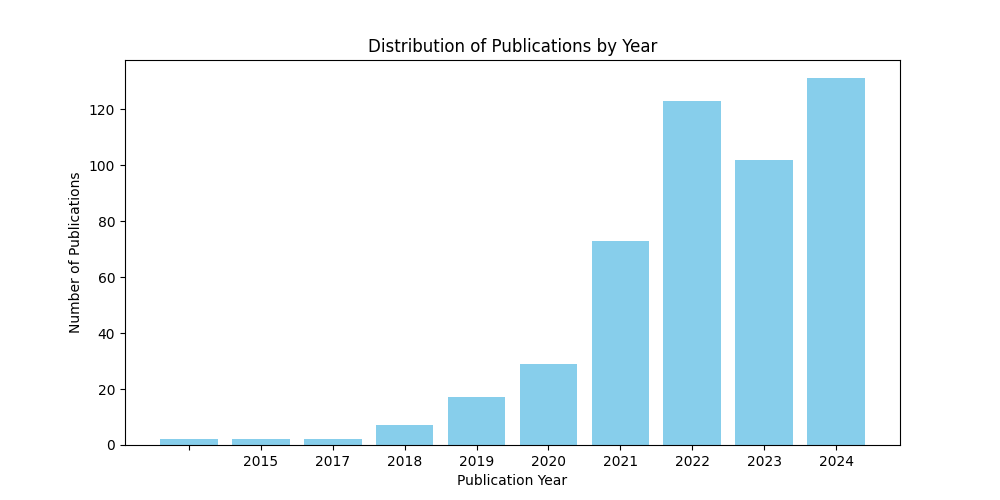 Distribution of Publications by Year
Number of Publications
120
100
80
60
40
20
0
2015 2017 2018 2019 2020 2021 2022 2023 2024
Publication Year